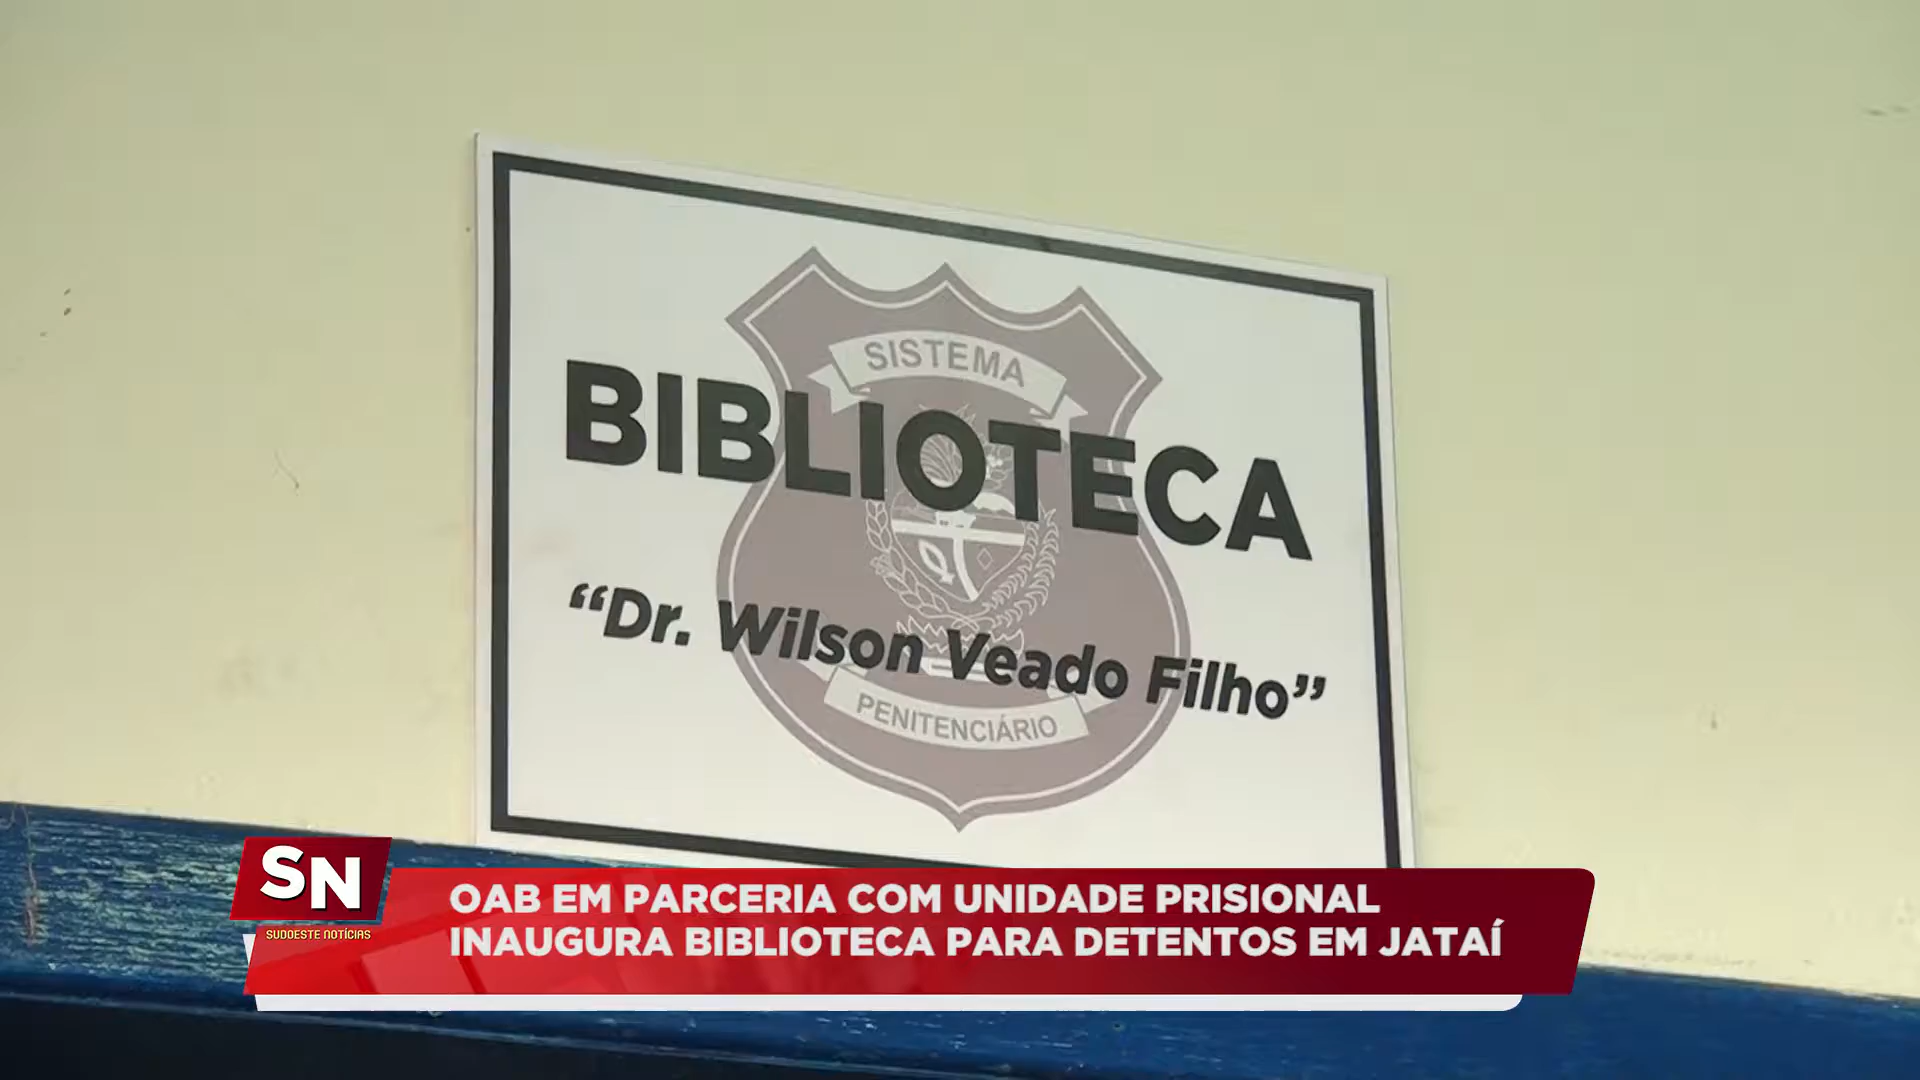 SISTEMA
BIBLIOTECA
“Dr. Wilson Veado Filho”
PENITENCIÁRIO
SN
SUDOESTE NOTÍCIAS
OAB EM PARCERIA COM UNIDADE PRISIONAL
INAUGURA BIBLIOTECA PARA DETENTOS EM JATAÍ